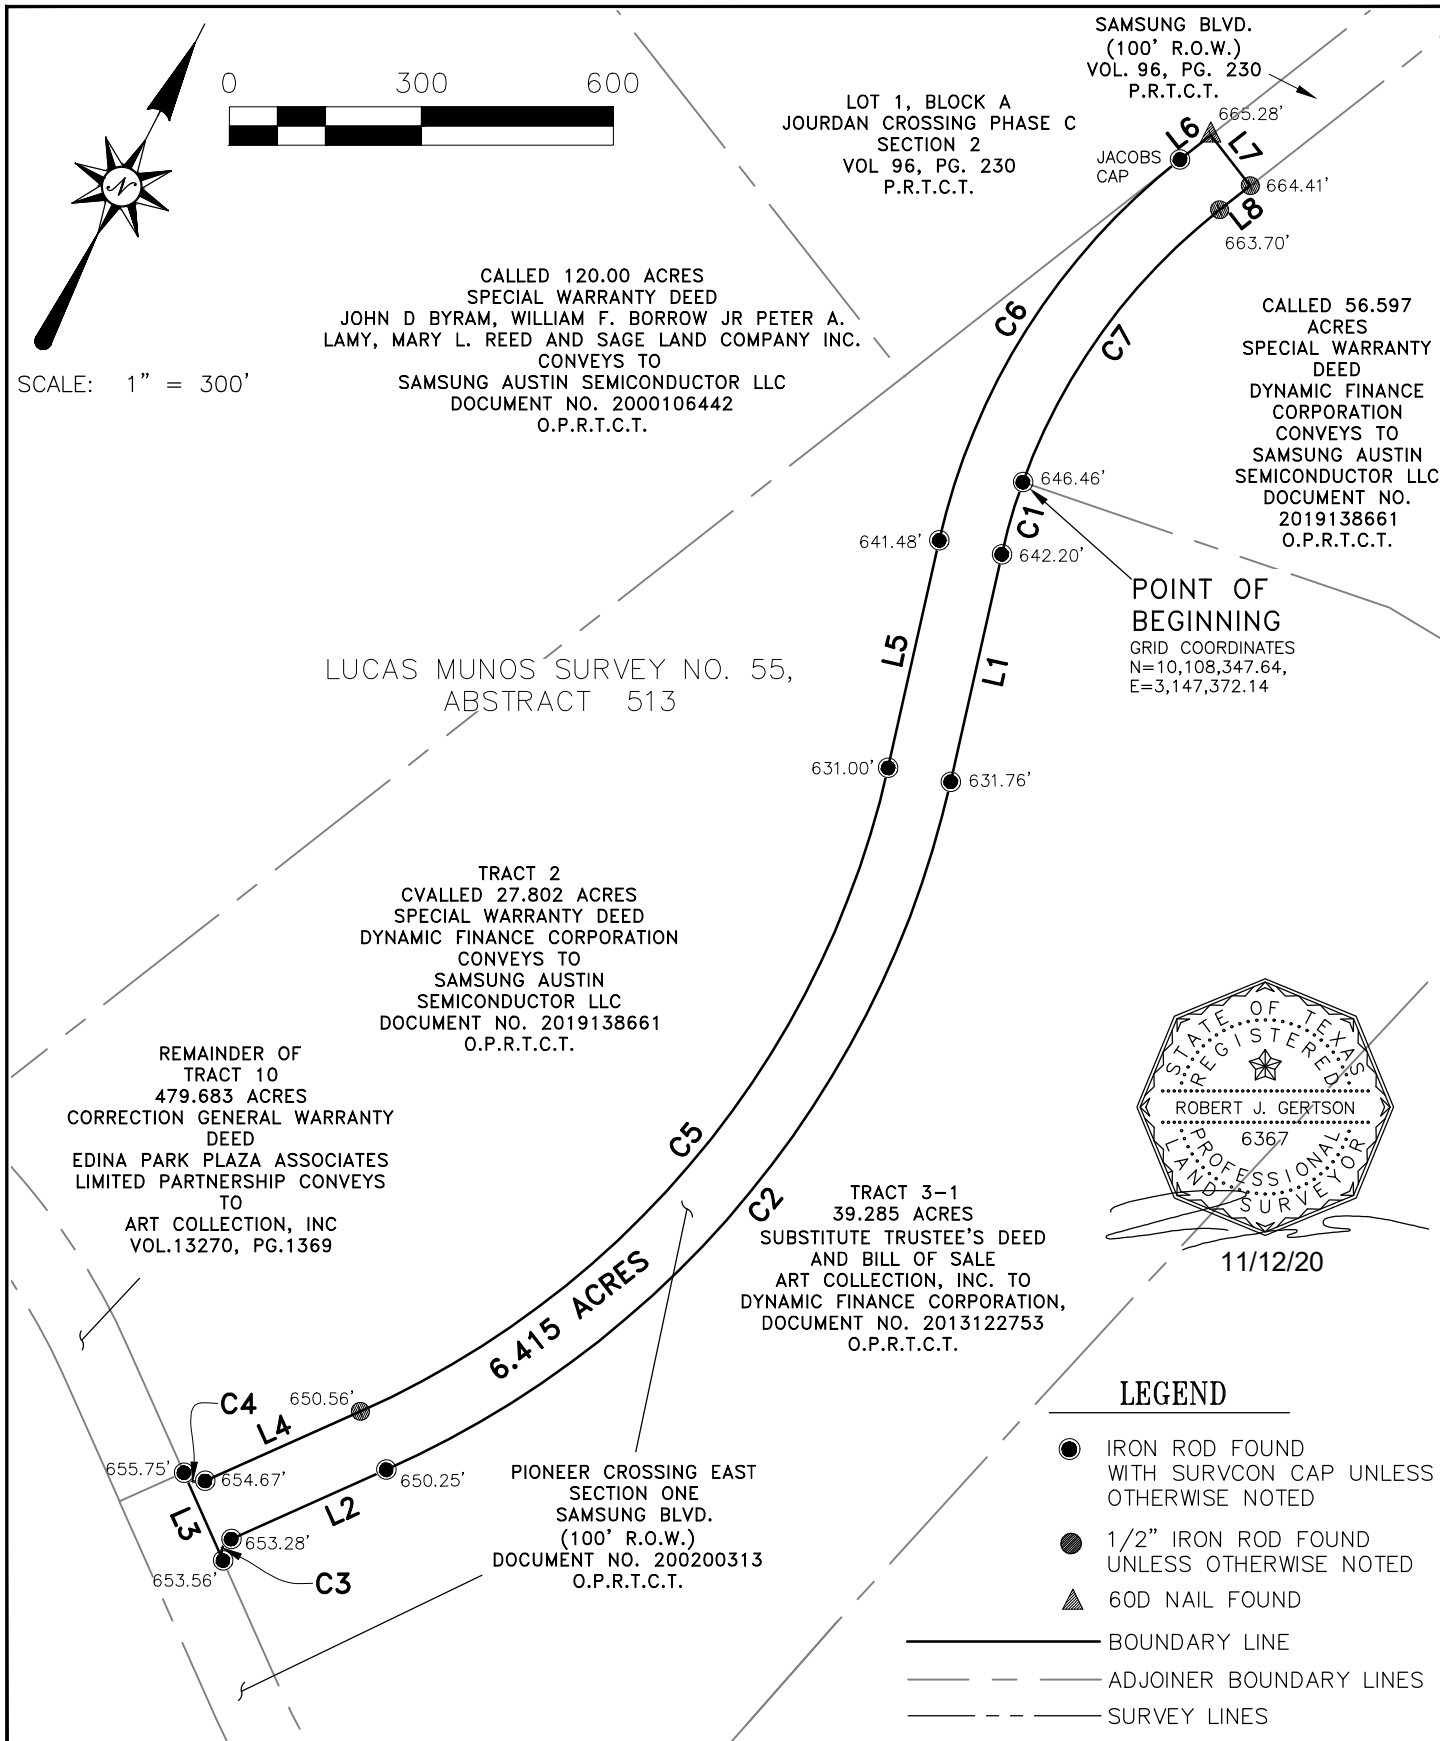 SAMSUNG BLVD.
(100' R.O.W.)
VOL. 96, PG. 230
P.R.T.C.T.
0 300 600
LOT 1, BLOCK A
JOURDAN CROSSING PHASE C
SECTION 2
VOL 96, PG. 230
P.R.T.C.T.
JACOBS
CAP
L6
665.28'
L7
664.41'
L8
663.70'
N
SCALE: 1" = 300'
CALLED 120.00 ACRES
SPECIAL WARRANTY DEED
JOHN D BYRAM, WILLIAM F. BORROW JR PETER A.
LAMY, MARY L. REED AND SAGE LAND COMPANY INC.
CONVEYS TO
SAMSUNG AUSTIN SEMICONDUCTOR LLC
DOCUMENT NO. 2000106442
O.P.R.T.C.T.
C6
C7
CALLED 56.597
ACRES
SPECIAL WARRANTY
DEED
DYNAMIC FINANCE
CORPORATION
CONVEYS TO
SAMSUNG AUSTIN
SEMICONDUCTOR LLC
DOCUMENT NO.
2019138661
O.P.R.T.C.T.
646.46'
C1
641.48'
642.20'
POINT OF
BEGINNING
GRID COORDINATES
N=10,108,347.64,
E=3,147,372.14
L5
L1
LUCAS MUNOS SURVEY NO. 55,
ABSTRACT 513
631.00'
631.76'
TRACT 2
CVALLED 27.802 ACRES
SPECIAL WARRANTY DEED
DYNAMIC FINANCE CORPORATION
CONVEYS TO
SAMSUNG AUSTIN
SEMICONDUCTOR LLC
DOCUMENT NO. 2019138661
O.P.R.T.C.T.
REMAINDER OF
TRACT 10
479.683 ACRES
CORRECTION GENERAL WARRANTY
DEED
EDINA PARK PLAZA ASSOCIATES
LIMITED PARTNERSHIP CONVEYS
TO
ART COLLECTION, INC
VOL.13270, PG.1369
STATE OF TEXAS
REGISTERED
ROBERT J. GERTSON
6367
PROFESSIONAL
LAND SURVEYOR
11/12/20
C5
C2
TRACT 3-1
39.285 ACRES
SUBSTITUTE TRUSTEE'S DEED
AND BILL OF SALE
ART COLLECTION, INC. TO
DYNAMIC FINANCE CORPORATION,
DOCUMENT NO. 2013122753
O.P.R.T.C.T.
6.415 ACRES
650.56'
C4
L4
655.75'
654.67'
650.25'
L3
L2
653.28'
653.56'
C3
PIONEER CROSSING EAST
SECTION ONE
SAMSUNG BLVD.
(100' R.O.W.)
DOCUMENT NO. 200200313
O.P.R.T.C.T.
LEGEND
IRON ROD FOUND
WITH SURVCON CAP UNLESS
OTHERWISE NOTED
1/2" IRON ROD FOUND
UNLESS OTHERWISE NOTED
60D NAIL FOUND
BOUNDARY LINE
ADJOINER BOUNDARY LINES
SURVEY LINES